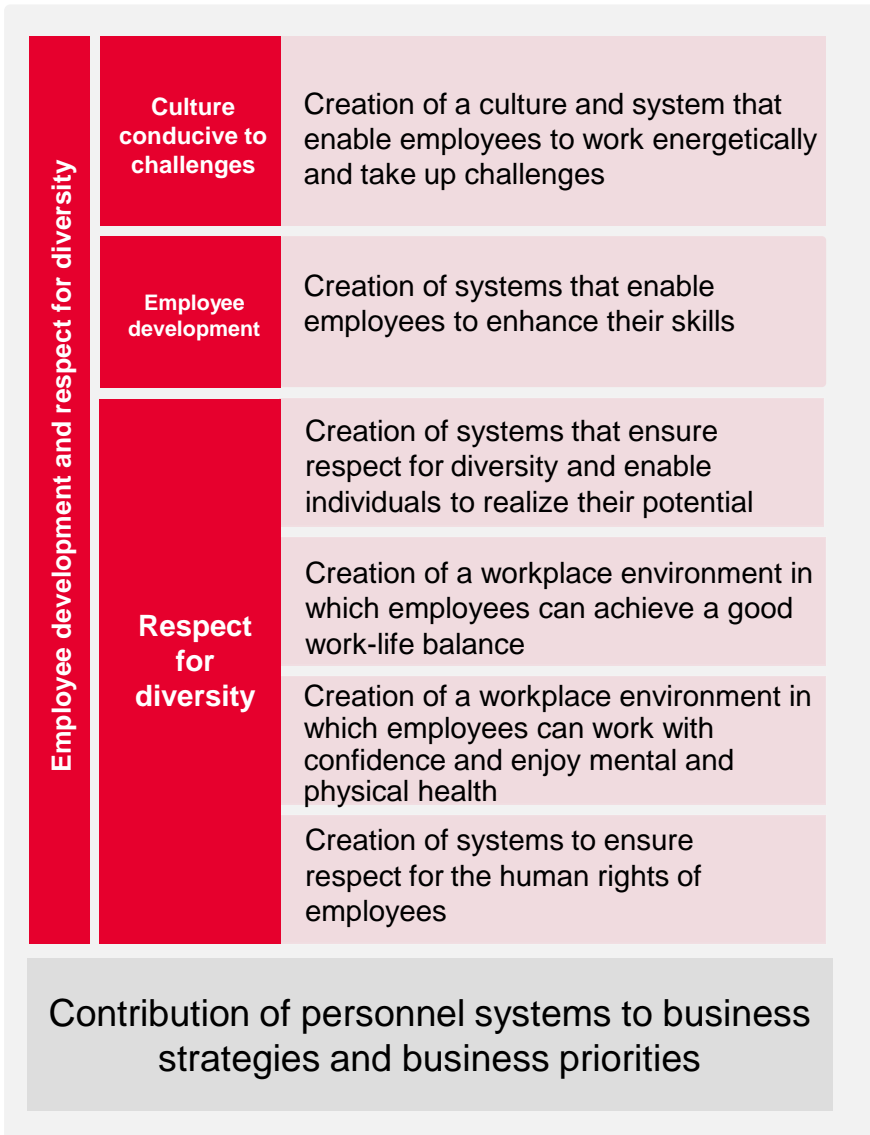 Employee development and respect for diversity
Culture
conducive to
challenges
Creation of a culture and system that
enable employees to work energetically
and take up challenges
Employee
development
Creation of systems that enable
employees to enhance their skills
Respect
for
diversity
Creation of systems that ensure
respect for diversity and enable
individuals to realize their potential
Creation of a workplace environment in
which employees can achieve a good
work-life balance
Creation of a workplace environment in
which employees can work with
confidence and enjoy mental and
physical health
Creation of systems to ensure
respect for the human rights of
employees
Contribution of personnel systems to business
strategies and business priorities